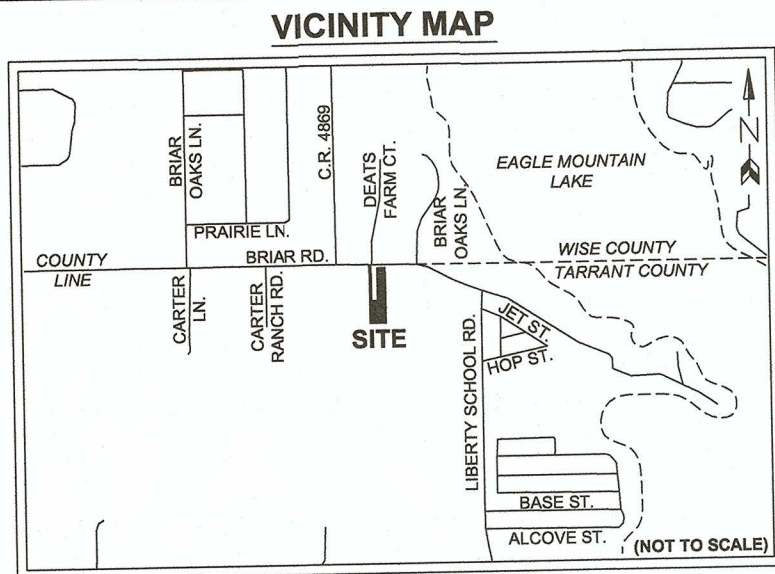 VICINITY MAP
BRIAR
OAKS LN.
C.R. 4869
DEATS
FARM CT.
BRIAR
OAKS LN.
EAGLE MOUNTAIN
LAKE
N
PRAIRIE LN.
BRIAR RD.
COUNTY
LINE
WISE COUNTY
TARRANT COUNTY
CARTER
LN.
CARTER
RANCH RD.
SITE
LIBERTY SCHOOL RD.
JET ST.
HOP ST.
BASE ST.
ALCOVE ST.
(NOT TO SCALE)